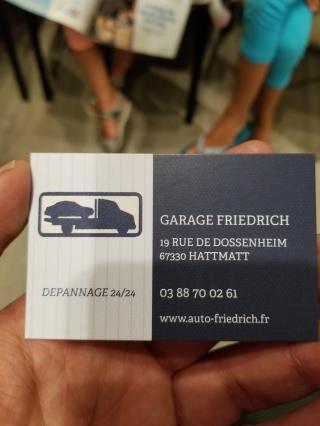 GARAGE FRIEDRICH
19 RUE DE DOSSENHEIM
67330 HATTMATT
DEPANNAGE 24/24
03 88 70 02 61
www.auto-friedrich.fr